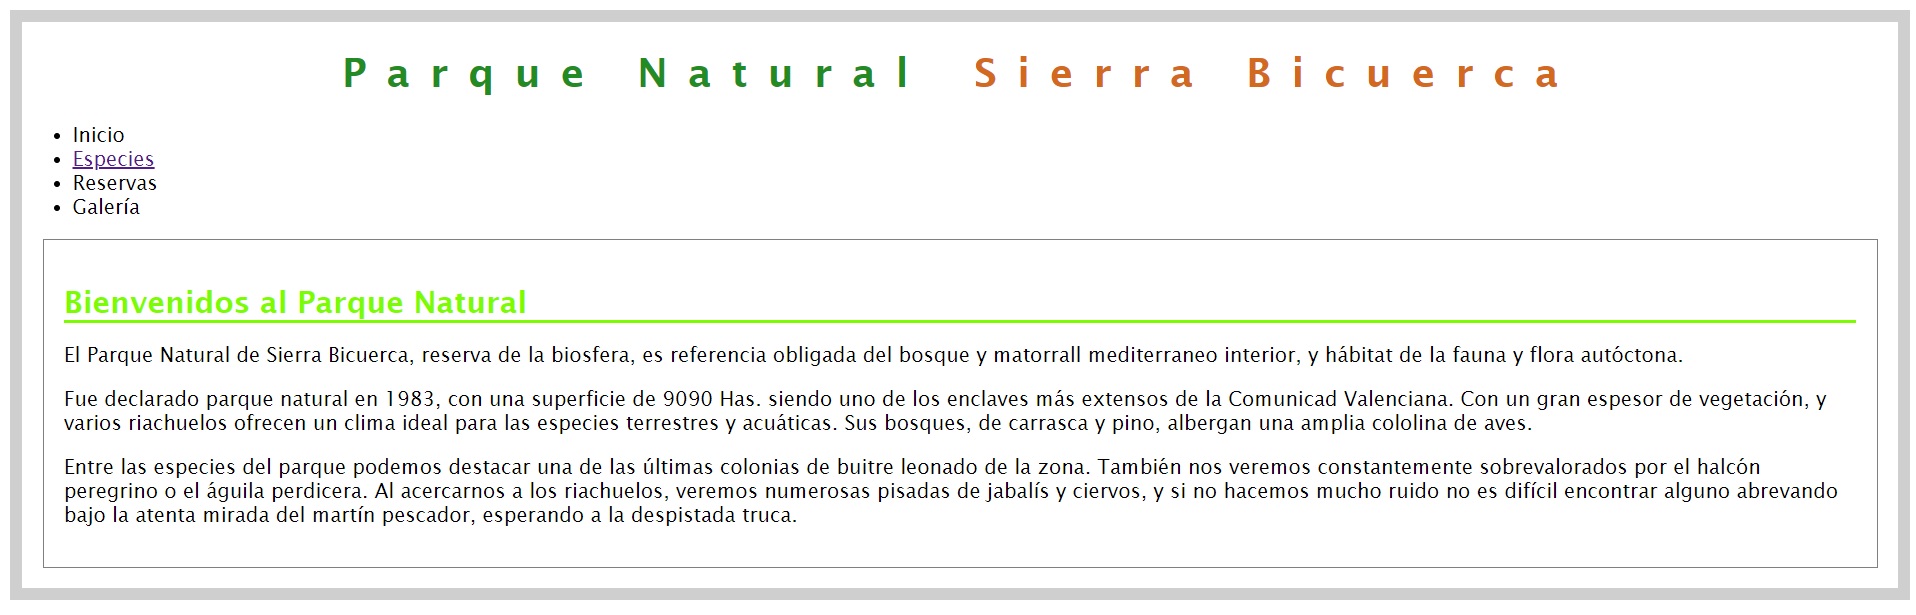 Parque Natural Sierra Bicuerca
Inicio
Especies
Reservas
Galería
Bienvenidos al Parque Natural
El Parque Natural de Sierra Bicuerca, reserva de la biosfera, es referencia obligada del bosque y matorrall mediterraneo interior, y hábitat de la fauna y flora autóctona.
Fue declarado parque natural en 1983, con una superficie de 9090 Has. siendo uno de los enclaves más extensos de la Comunicad Valenciana. Con un gran espesor de vegetación, y
varios riachuelos ofrecen un clima ideal para las especies terrestres y acuáticas. Sus bosques, de carrasca y pino, albergan una amplia cololina de aves.
Entre las especies del parque podemos destacar una de las últimas colonias de buitre leonado de la zona. También nos veremos constantemente sobrevalorados por el halcón
peregrino o el águila perdicera. Al acercarnos a los riachuelos, veremos numerosas pisadas de jabalís y ciervos, y si no hacemos mucho ruido no es difícil encontrar alguno abrevando
bajo la atenta mirada del martín pescador, esperando a la despistada truca.